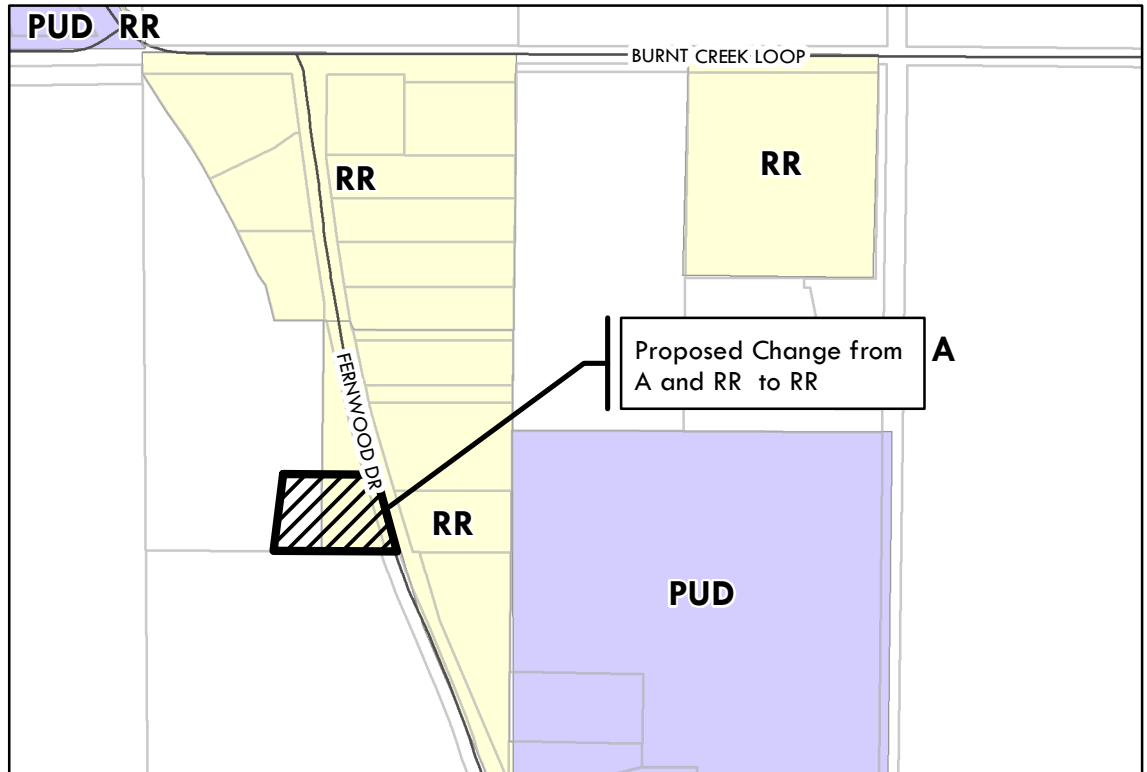 PUD RR
BURNT CREEK LOOP
RR
RR
Proposed Change from
A and RR to RR
A
FERNWOOD DR
RR
PUD